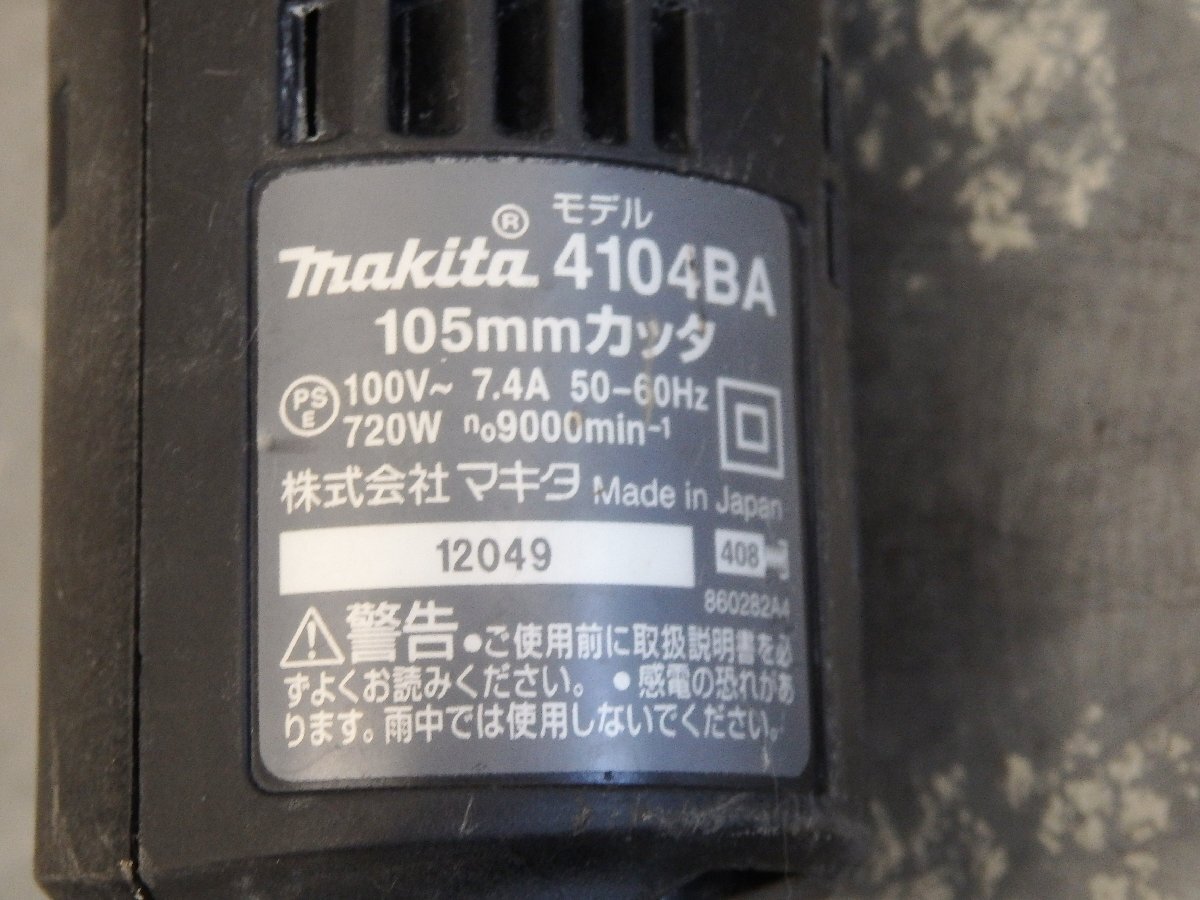 モデル
makita® 4104BA
105mmカッタ
PSE 100V~ 7.4A 50-60Hz
720W n₀9000min⁻¹
株式会社 マキタ Made in Japan
12049 408
860282A4
警告 ●ご使用前に取扱説明書を必
ずよくお読みください。 ●感電の恐れがあ
ります。雨中では使用しないでください。